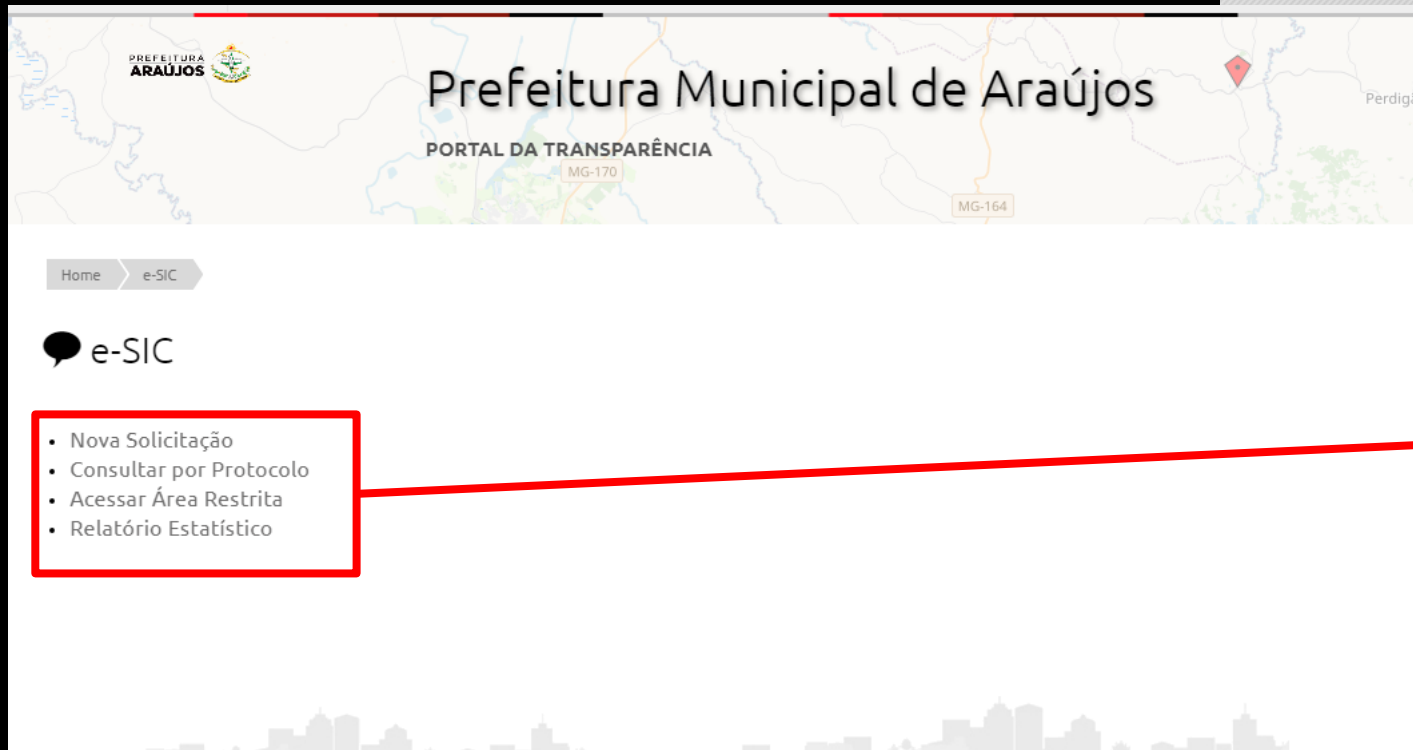 PREFEITURA
ARAÚJOS
Prefeitura Municipal de Araújos
PORTAL DA TRANSPARÊNCIA
MG-170
MG-164
Home
e-SIC
e-SIC
• Nova Solicitação
• Consultar por Protocolo
• Acessar Área Restrita
• Relatório Estatístico